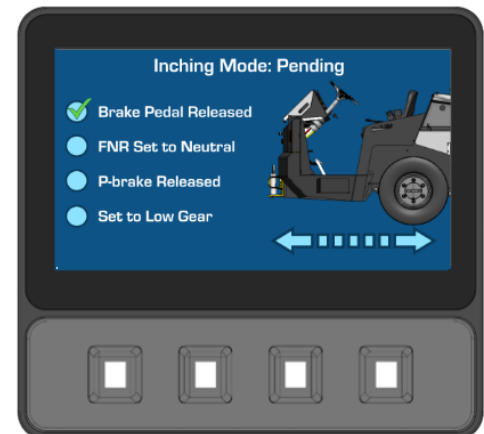 Inching Mode: Pending
Brake Pedal Released
FNR Set to Neutral
P-brake Released
Set to Low Gear